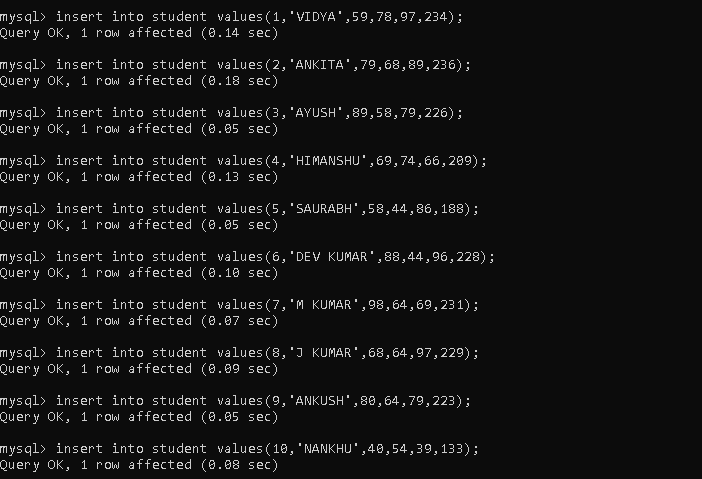 mysql> insert into student values(1,'VIDYA',59,78,97,234);
Query OK, 1 row affected (0.14 sec)
mysql> insert into student values(2,'ANKITA',79,68,89,236);
Query OK, 1 row affected (0.18 sec)
mysql> insert into student values(3,'AYUSH',89,58,79,226);
Query OK, 1 row affected (0.05 sec)
mysql> insert into student values(4,'HIMANSHU',69,74,66,209);
Query OK, 1 row affected (0.13 sec)
mysql> insert into student values(5,'SAURABH',58,44,86,188);
Query OK, 1 row affected (0.05 sec)
mysql> insert into student values(6,'DEV KUMAR',88,44,96,228);
Query OK, 1 row affected (0.10 sec)
mysql> insert into student values(7,'M KUMAR',98,64,69,231);
Query OK, 1 row affected (0.07 sec)
mysql> insert into student values(8,'J KUMAR',68,64,97,229);
Query OK, 1 row affected (0.09 sec)
mysql> insert into student values(9,'ANKUSH',80,64,79,223);
Query OK, 1 row affected (0.05 sec)
mysql> insert into student values(10,'NANKHU',40,54,39,133);
Query OK, 1 row affected (0.08 sec)